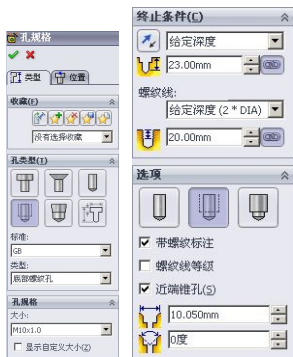 孔规格
类型
位置
收藏(F)
没有选择收藏
孔类型(T)
标准:
GB
类型:
底部螺纹孔
孔规格
大小:
M10x1.0
显示自定义大小(Z)
终止条件(C)
给定深度
23.00mm
螺纹线:
给定深度 (2 * DIA)
20.00mm
选项
带螺纹标注
螺纹线等级
近端锥孔(S)
10.050mm
0度